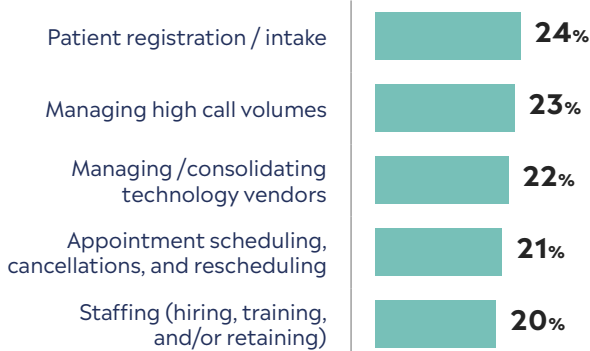 Patient registration / intake
24%
Managing high call volumes
23%
Managing /consolidating
technology vendors
22%
Appointment scheduling,
cancellations, and rescheduling
21%
Staffing (hiring, training,
and/or retaining)
20%